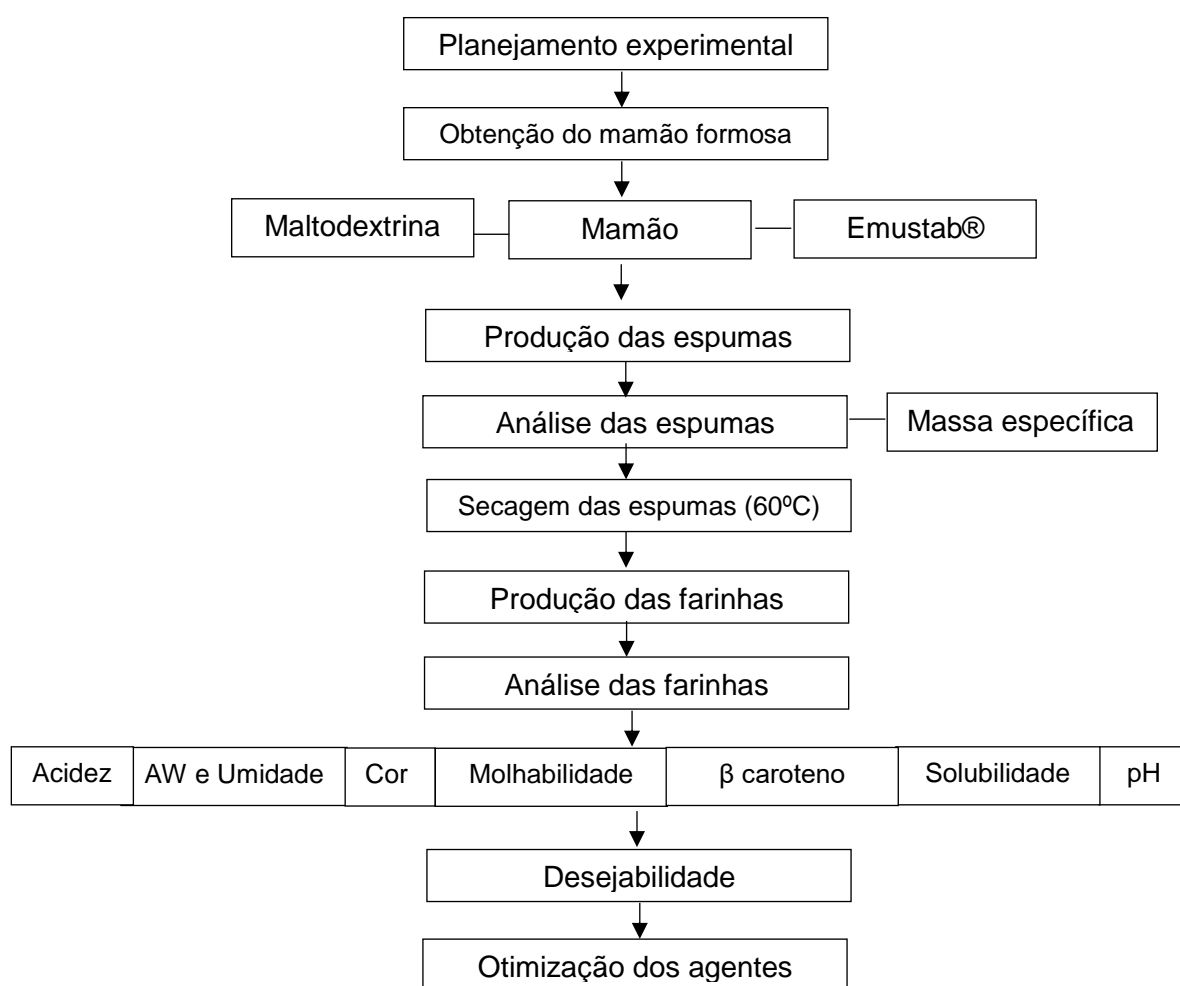 Planejamento experimental
Obtenção do mamão formosa
Maltodextrina
Mamão
Emustab®
Produção das espumas
Análise das espumas
Massa específica
Secagem das espumas (60ºC)
Produção das farinhas
Análise das farinhas
Acidez
AW e Umidade
Cor
Molhabilidade
β caroteno
Solubilidade
pH
Desejabilidade
Otimização dos agentes